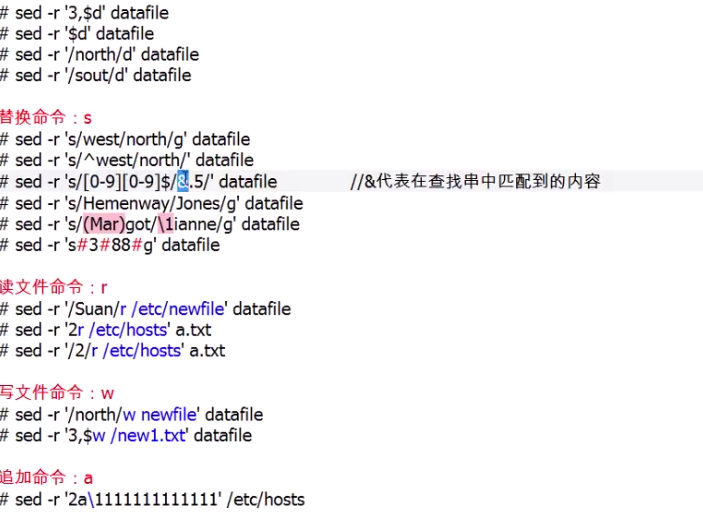 # sed -r '3,$d' datafile
# sed -r '$d' datafile
# sed -r '/north/d' datafile
# sed -r '/sout/d' datafile
替换命令：s
# sed -r 's/west/north/g' datafile
# sed -r 's/^west/north/' datafile
# sed -r 's/[0-9][0-9]$/&.5/' datafile //&代表在查找串中匹配到的内容
# sed -r 's/Hemenway/Jones/g' datafile
# sed -r 's/(Mar)got/\1ianne/g' datafile
# sed -r 's#3#88#g' datafile
读文件命令：r
# sed -r '/Suan/r /etc/newfile' datafile
# sed -r '2r /etc/hosts' a.txt
# sed -r '/2/r /etc/hosts' a.txt
写文件命令：w
# sed -r '/north/w newfile' datafile
# sed -r '3,$w /new1.txt' datafile
追加命令：a
# sed -r '2a\1111111111111' /etc/hosts